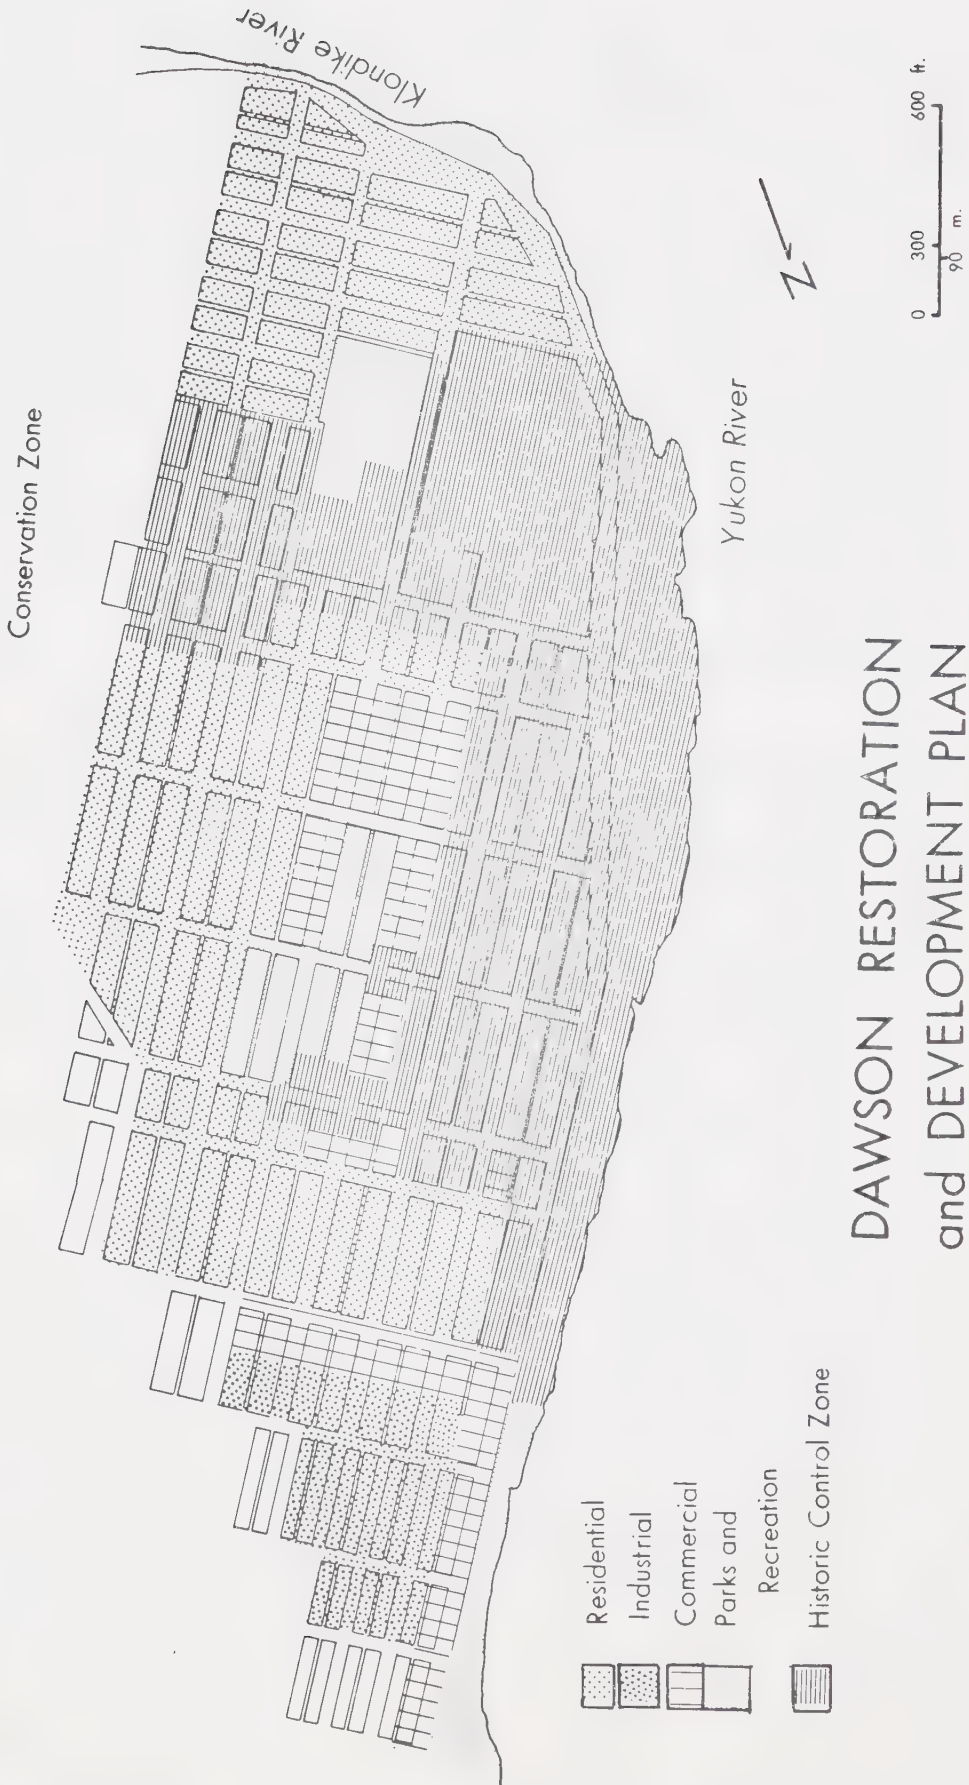 Conservation Zone
Klondike River
Yukon River
N
0 300 600 ft.
90 m.
DAWSON RESTORATION
and DEVELOPMENT PLAN
Residential
Industrial
Commercial
Parks and
Recreation
Historic Control Zone